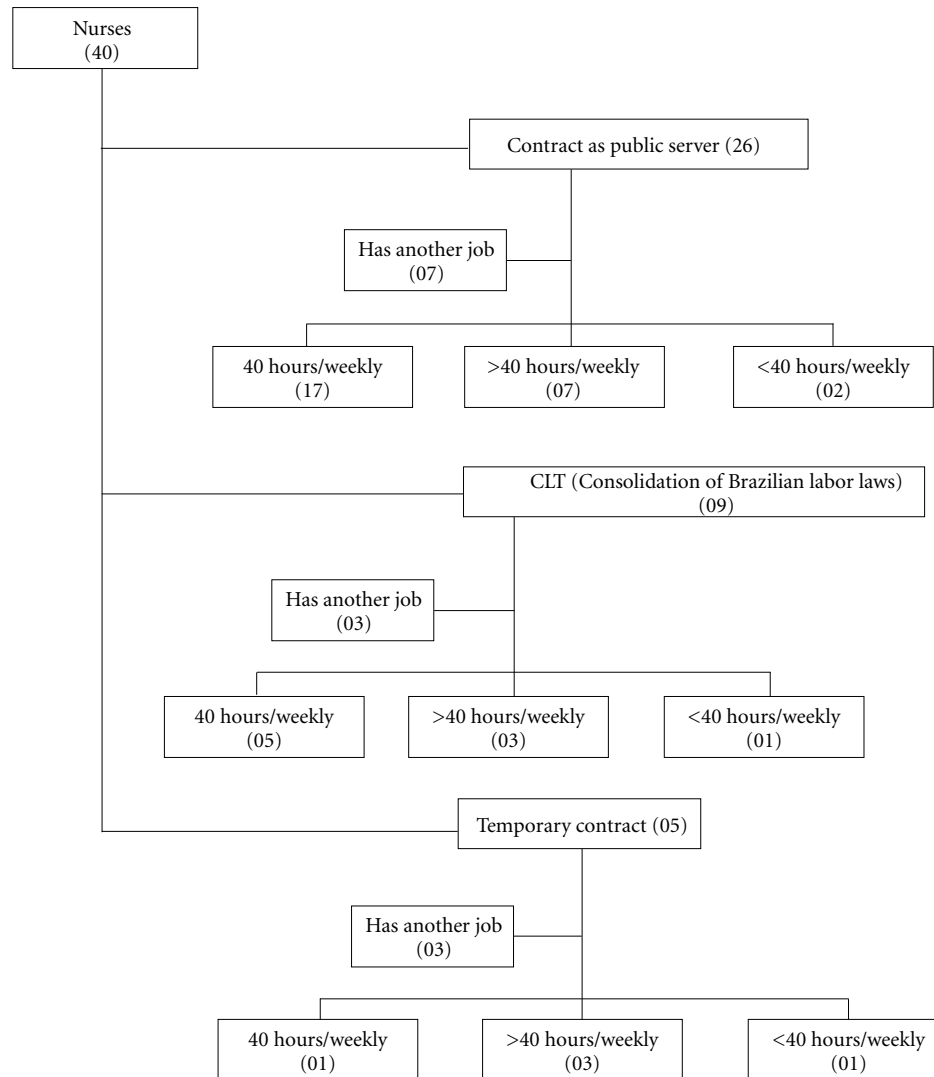 Nurses
(40)
Contract as public server (26)
Has another job
(07)
40 hours/weekly
(17)
>40 hours/weekly
(07)
<40 hours/weekly
(02)
CLT (Consolidation of Brazilian labor laws)
(09)
Has another job
(03)
40 hours/weekly
(05)
>40 hours/weekly
(03)
<40 hours/weekly
(01)
Temporary contract (05)
Has another job
(03)
40 hours/weekly
(01)
>40 hours/weekly
(03)
<40 hours/weekly
(01)